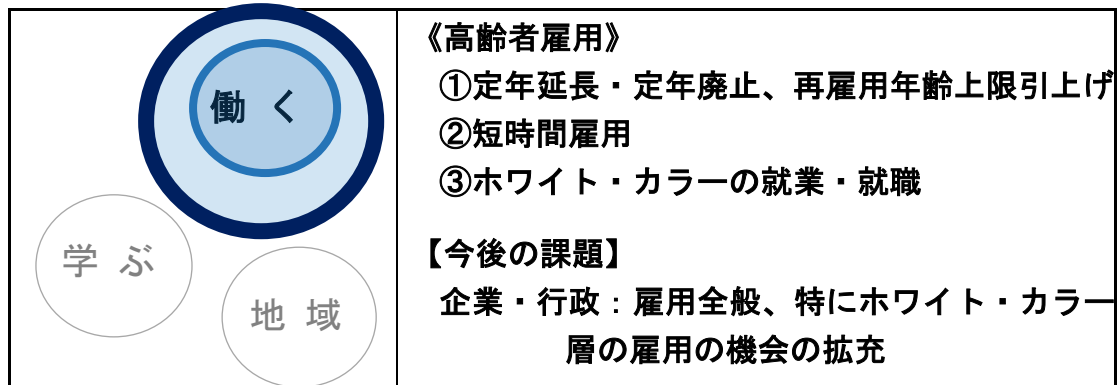 働 く
学 ぶ
地 域
《高齢者雇用》
①定年延長・定年廃止、再雇用年齢上限引上げ
②短時間雇用
③ホワイト・カラーの就業・就職
【今後の課題】
企業・行政：雇用全般、特にホワイト・カラー
層の雇用の機会の拡充